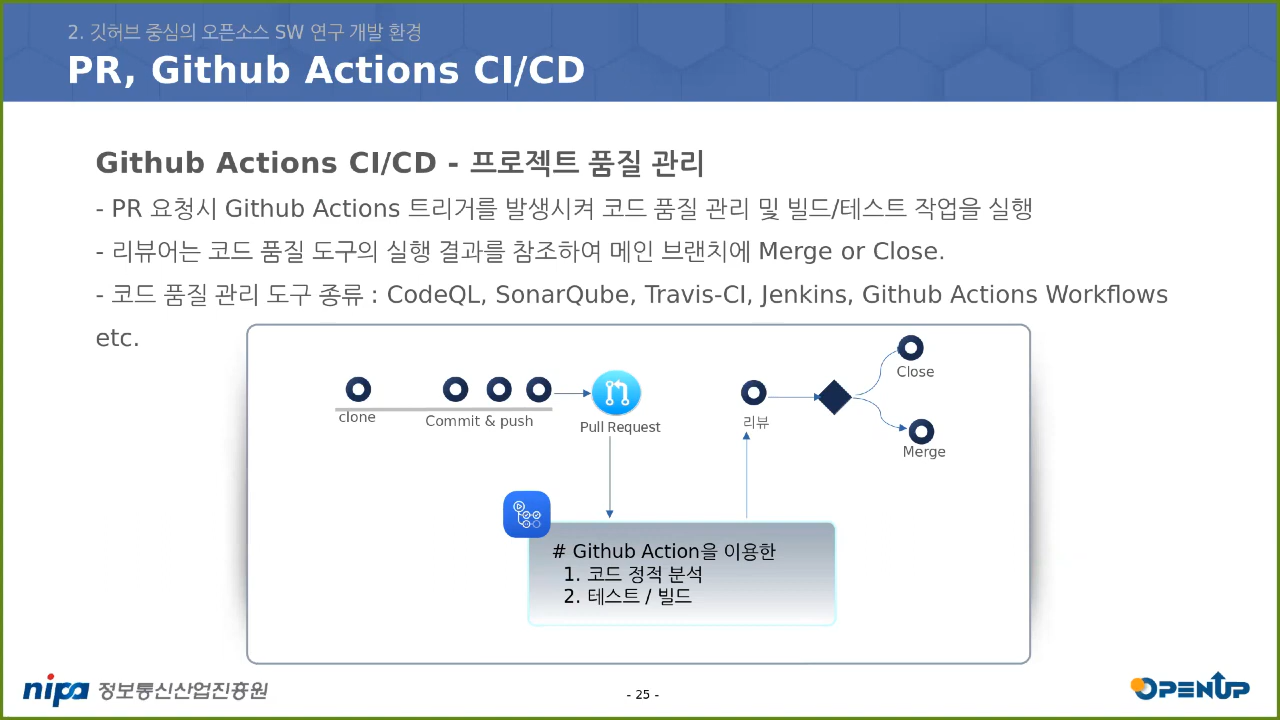 2. 깃허브 중심의 오픈소스 SW 연구 개발 환경
PR, Github Actions CI/CD
Github Actions CI/CD - 프로젝트 품질 관리
- PR 요청시 Github Actions 트리거를 발생시켜 코드 품질 관리 및 빌드/테스트 작업을 실행
- 리뷰어는 코드 품질 도구의 실행 결과를 참조하여 메인 브랜치에 Merge or Close.
- 코드 품질 관리 도구 종류 : CodeQL, SonarQube, Travis-CI, Jenkins, Github Actions Workflows
etc.
Close
clone
Commit & push
Pull Request
리뷰
Merge
# Github Action을 이용한
1. 코드 정적 분석
2. 테스트 / 빌드
nipa 정보통신산업진흥원
- 25 -
OPENUP